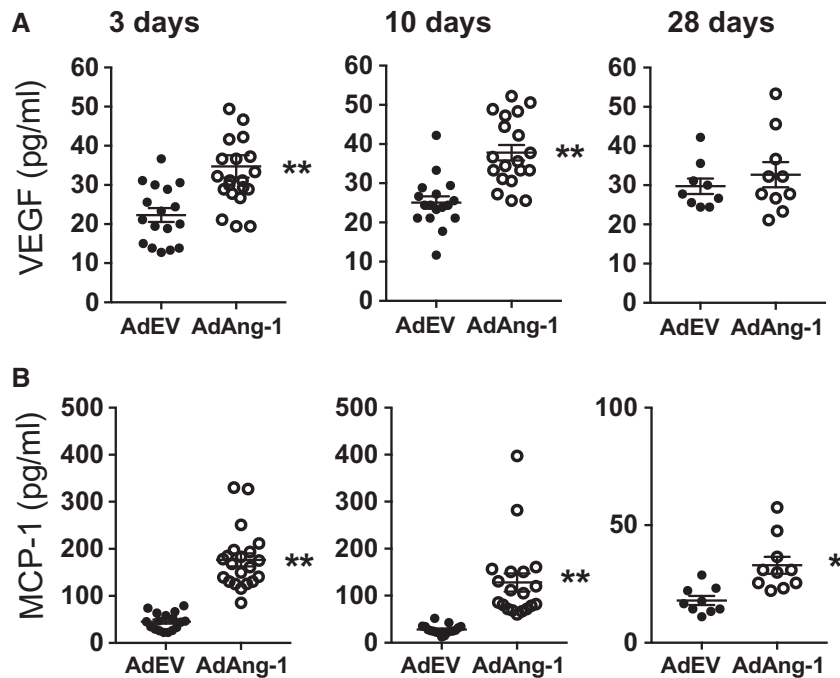 A 3 days 10 days 28 days
VEGF (pg/ml)
60 60 60
50 50 50
40 40 40
30 30 30
20 20 20
10 10 10
0 0 0
** **
AdEV AdAng-1 AdEV AdAng-1 AdEV AdAng-1
B
MCP-1 (pg/ml)
500 500 100
400 400
300 300
200 200 50
100 100
0 0 0
** ** *
AdEV AdAng-1 AdEV AdAng-1 AdEV AdAng-1